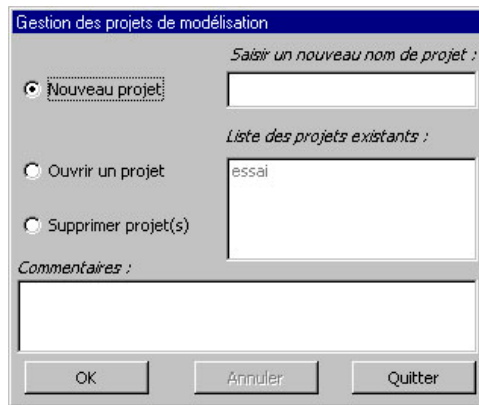 Gestion des projets de modélisation
Saisir un nouveau nom de projet :
Nouveau projet
Liste des projets existants :
Ouvrir un projet
essai
Supprimer projet(s)
Commentaires :
OK
Annuler
Quitter